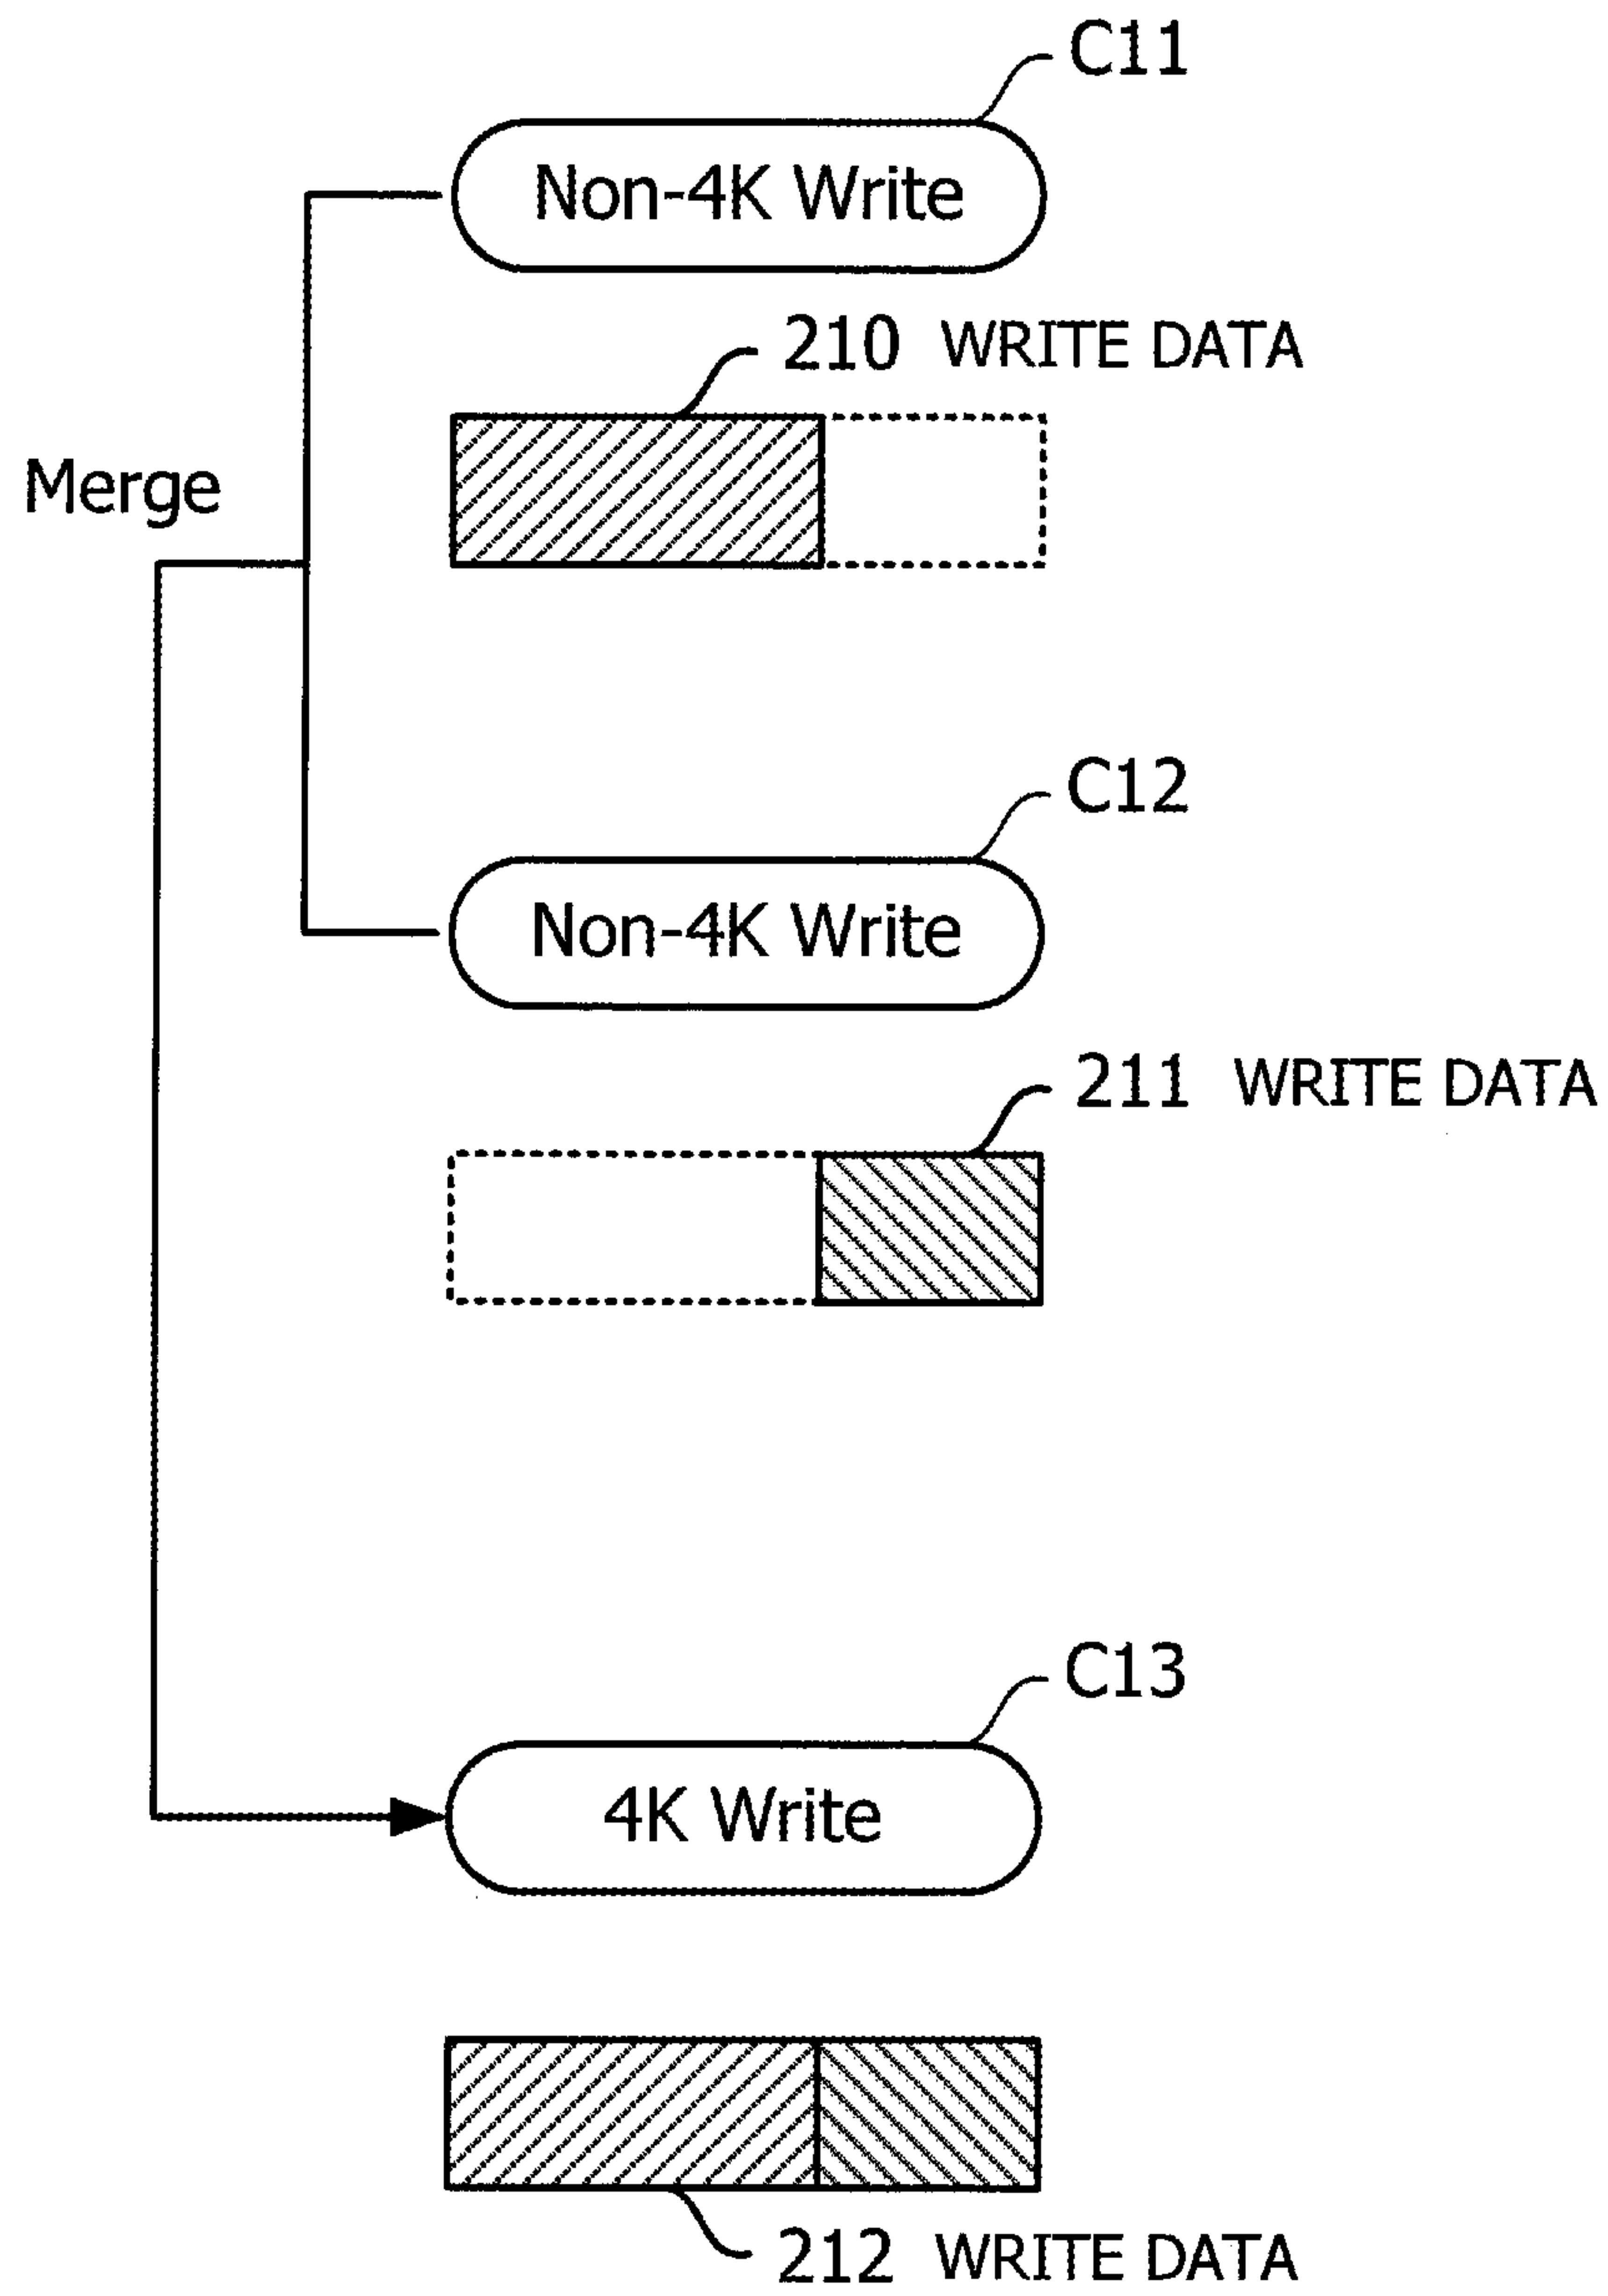 C11
Non-4K Write
210 WRITE DATA
Merge
C12
Non-4K Write
211 WRITE DATA
C13
4K Write
212 WRITE DATA